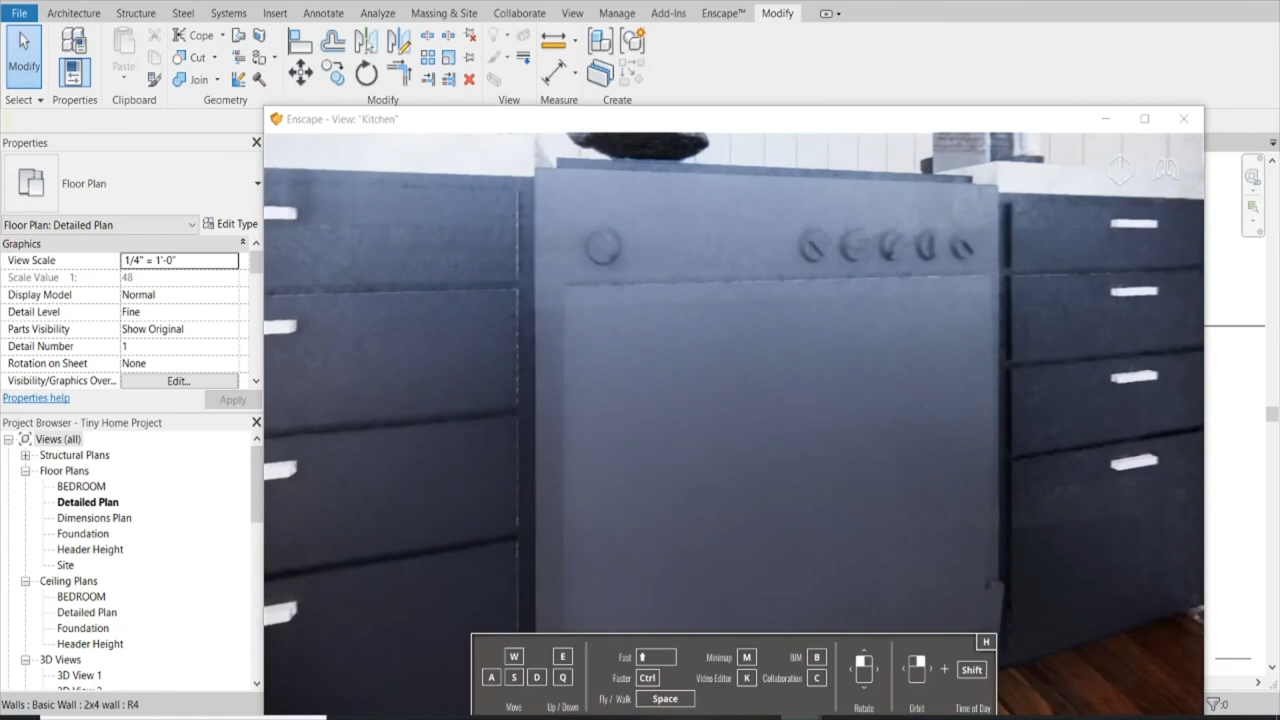 File Architecture Structure Steel Systems Insert Annotate Analyze Massing & Site Collaborate View Manage Add-Ins Enscape™ Modify
Cope
Cut
Join
Modify
Paste
Select Properties Clipboard Geometry Modify View Measure Create
Enscape - View: "Kitchen"
Properties
Floor Plan
Floor Plan: Detailed Plan Edit Type
Graphics
View Scale 1/4" = 1'-0"
Scale Value 1: 48
Display Model Normal
Detail Level Fine
Parts Visibility Show Original
Detail Number 1
Rotation on Sheet None
Visibility/Graphics Over... Edit...
Properties help Apply
Project Browser - Tiny Home Project
Views (all)
Structural Plans
Floor Plans
BEDROOM
Detailed Plan
Dimensions Plan
Foundation
Header Height
Site
Ceiling Plans
BEDROOM
Detailed Plan
Foundation
Header Height
3D Views
3D View 1
3D View 2
H
W E Fast Minimap M BIM B
A S D Q Faster Ctrl Video Editor K Collaboration C + Shift
Fly / Walk Space
Move Up / Down Rotate Orbit Time of Day
Walls : Basic Wall : 2x4 wall : R4
:0